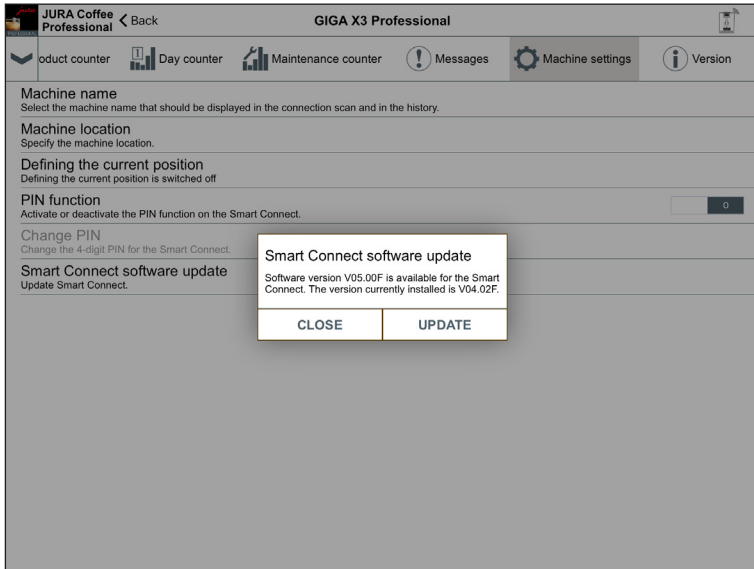 JURA Coffee
Professional
Back
GIGA X3 Professional
oduct counter
1
Day counter
Maintenance counter
Messages
Machine settings
Version
Machine name
Select the machine name that should be displayed in the connection scan and in the history.
Machine location
Specify the machine location.
Defining the current position
Defining the current position is switched off
PIN function
Activate or deactivate the PIN function on the Smart Connect.
0
Change PIN
Change the 4-digit PIN for the Smart Connect.
Smart Connect software update
Update Smart Connect.
Smart Connect software update
Software version V05.00F is available for the Smart
Connect. The version currently installed is V04.02F.
CLOSE
UPDATE